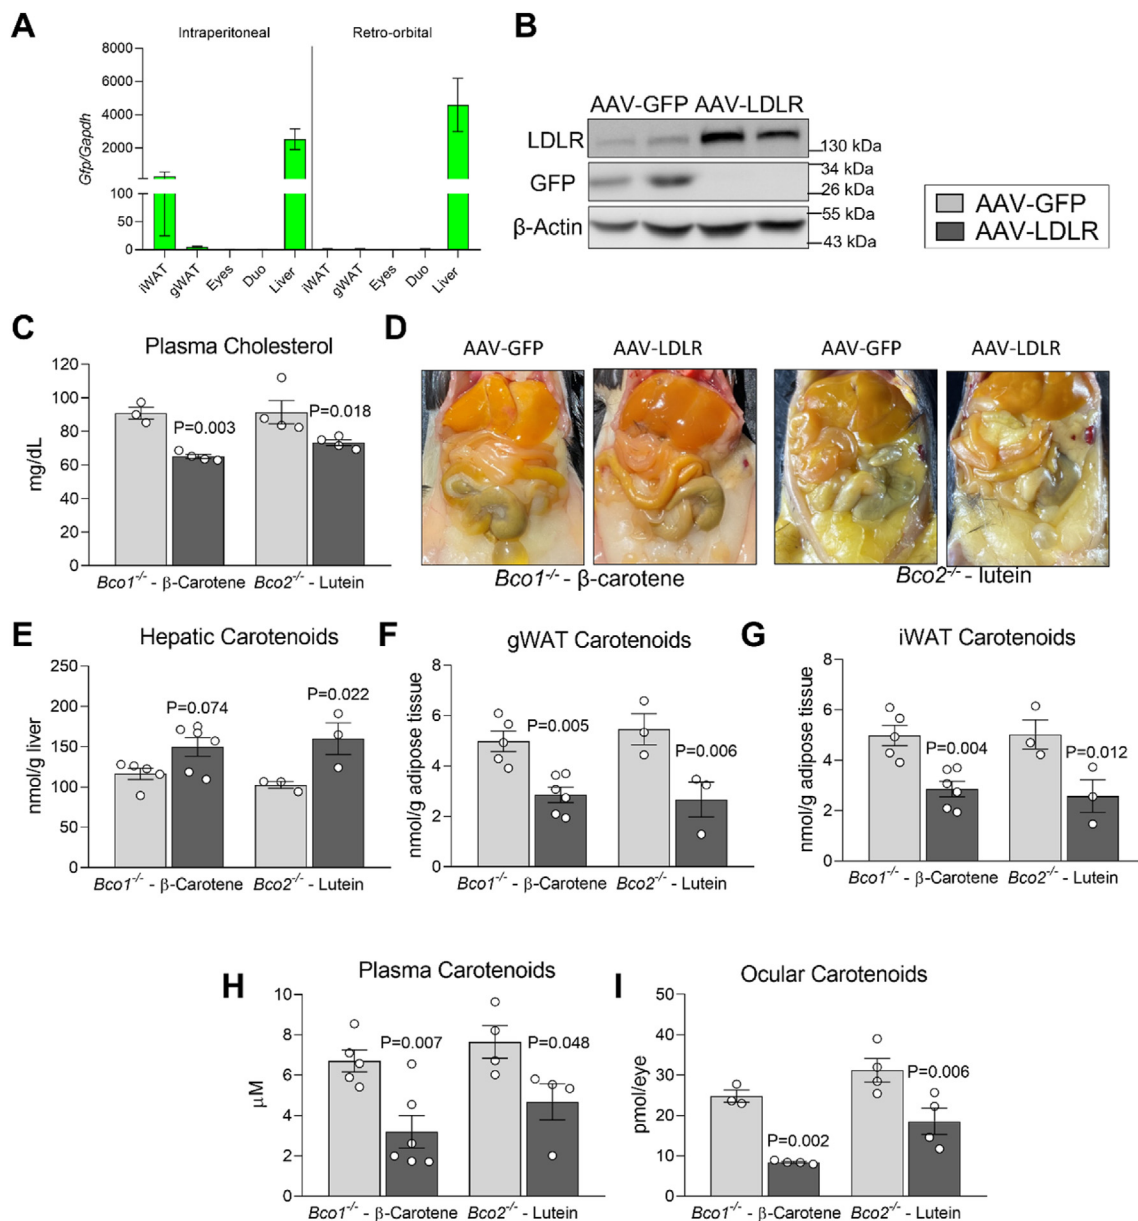 A
Intraperitoneal Retro-orbital
Gfp/Gapdh
8000
6000
4000
2000
100
50
0
iWAT gWAT Eyes Duo Liver iWAT gWAT Eyes Duo Liver
B
AAV-GFP AAV-LDLR
LDLR
130 kDa
34 kDa
GFP
26 kDa
55 kDa
β-Actin
43 kDa
AAV-GFP
AAV-LDLR
C
Plasma Cholesterol
mg/dL
120
100
80
60
40
20
0
P=0.003
P=0.018
Bco1-/- - β-Carotene Bco2-/- - Lutein
D
AAV-GFP AAV-LDLR AAV-GFP AAV-LDLR
Bco1-/- - β-carotene Bco2-/- - lutein
E
Hepatic Carotenoids
nmol/g liver
250
200
150
100
50
0
P=0.074
P=0.022
Bco1-/- - β-Carotene Bco2-/- - Lutein
F
gWAT Carotenoids
nmol/g adipose tissue
8
6
4
2
0
P=0.005
P=0.006
Bco1-/- - β-Carotene Bco2-/- - Lutein
G
iWAT Carotenoids
nmol/g adipose tissue
8
6
4
2
0
P=0.004
P=0.012
Bco1-/- - β-Carotene Bco2-/- - Lutein
H
Plasma Carotenoids
μM
10
8
6
4
2
0
P=0.007
P=0.048
Bco1-/- - β-Carotene Bco2-/- - Lutein
I
Ocular Carotenoids
pmol/eye
50
40
30
20
10
0
P=0.002
P=0.006
Bco1-/- - β-Carotene Bco2-/- - Lutein